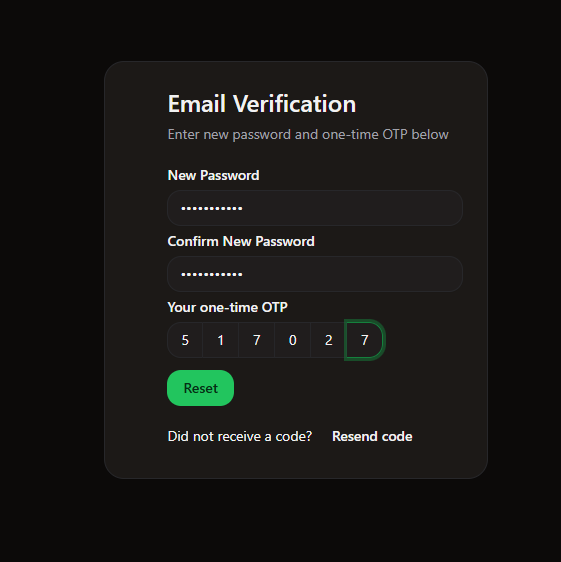 Email Verification
Enter new password and one-time OTP below
New Password
•••••••••••
Confirm New Password
•••••••••••
Your one-time OTP
5 1 7 0 2 7
Reset
Did not receive a code? Resend code